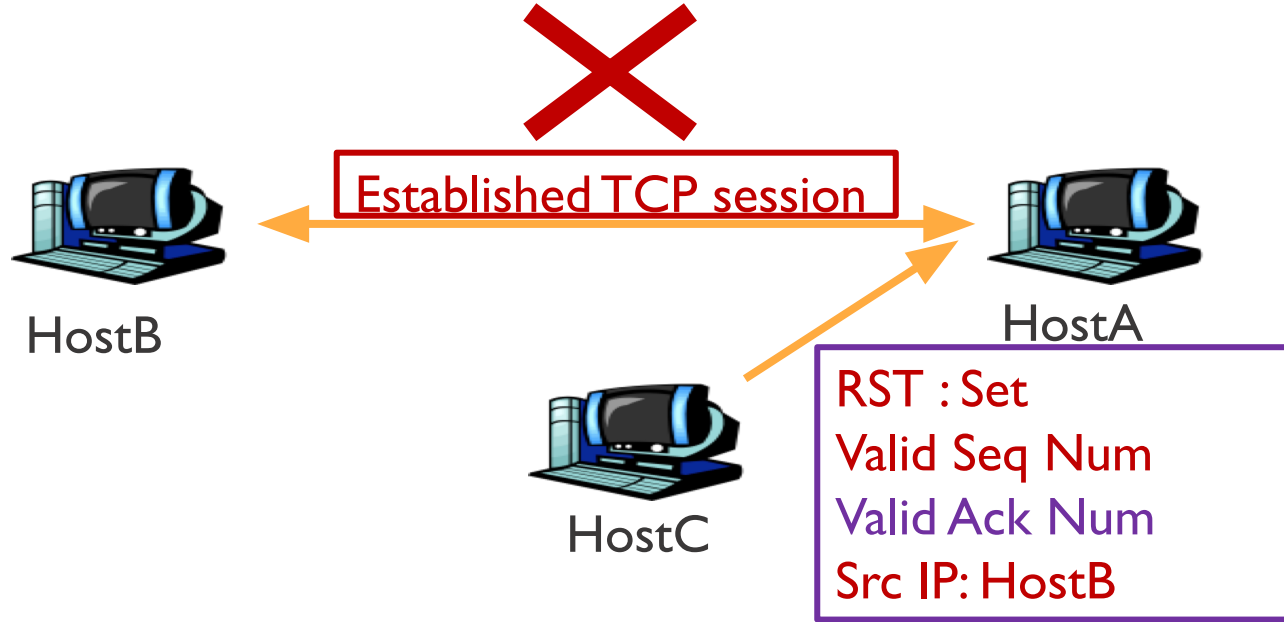 Established TCP session
HostB
HostA
HostC
RST : Set
Valid Seq Num
Valid Ack Num
Src IP: HostB